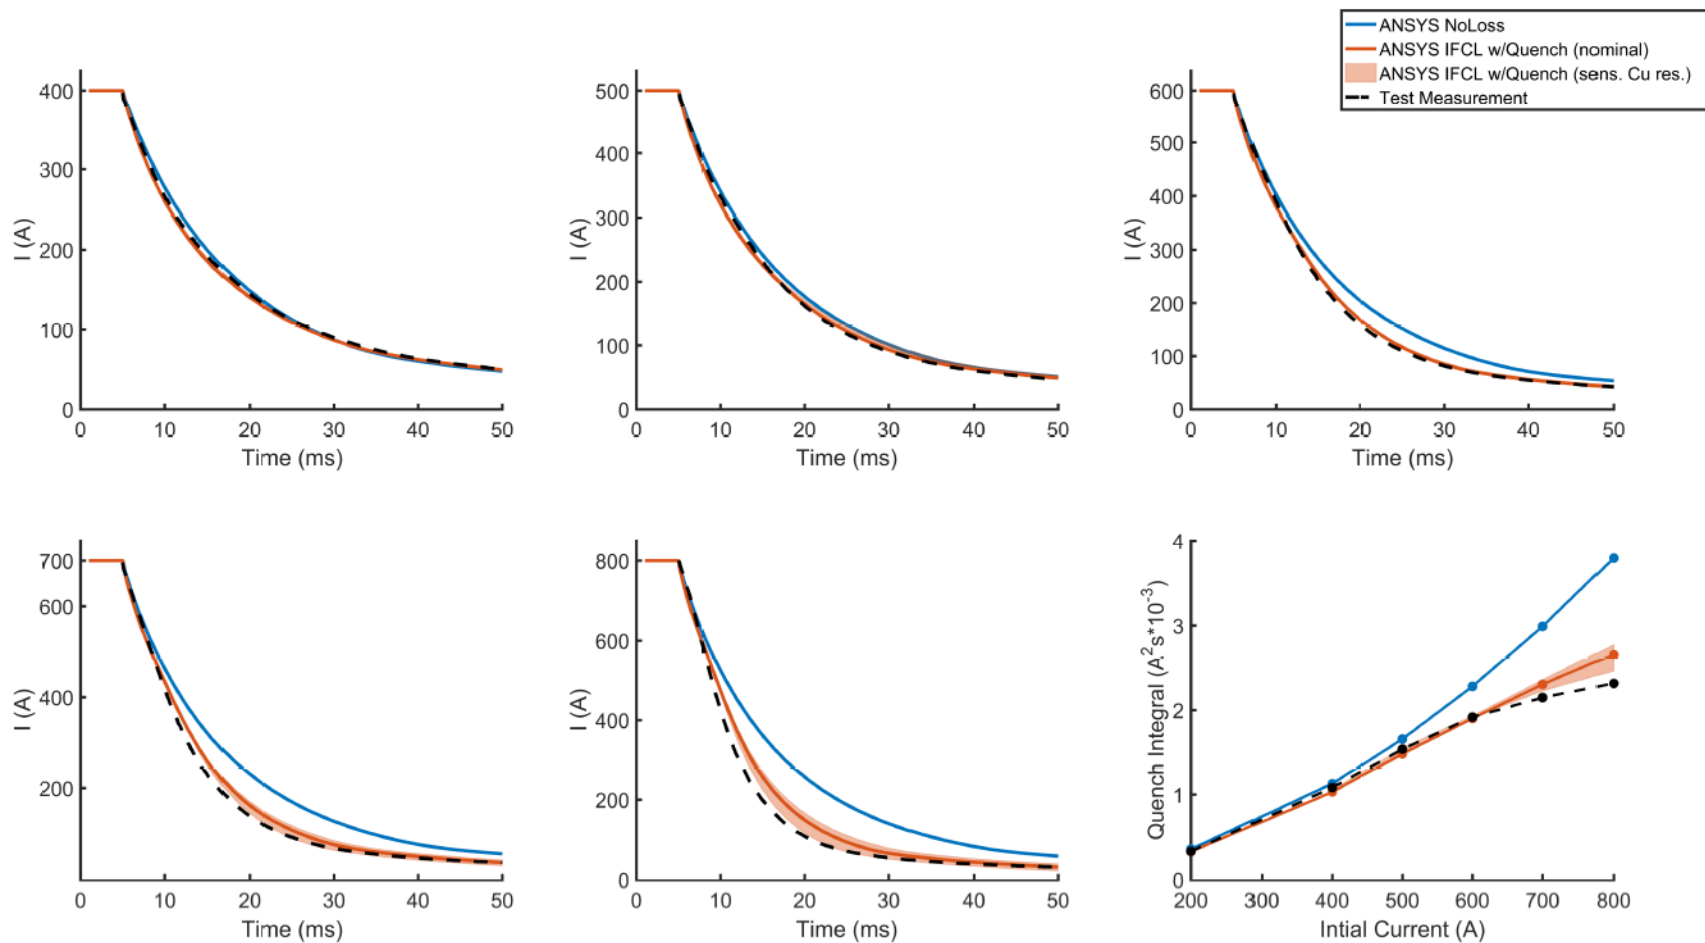 ANSYS NoLoss
ANSYS IFCL w/Quench (nominal)
ANSYS IFCL w/Quench (sens. Cu res.)
Test Measurement
400
300
200
100
0
I (A)
0 10 20 30 40 50
Time (ms)
500
400
300
200
100
0
I (A)
0 10 20 30 40 50
Time (ms)
600
500
400
300
200
100
0
I (A)
0 10 20 30 40 50
Time (ms)
700
600
400
200
I (A)
0 10 20 30 40 50
Time (ms)
800
600
400
200
0
I (A)
0 10 20 30 40 50
Time (ms)
4
3
2
1
0
Quench Integral (A²s*10⁻³)
200 300 400 500 600 700 800
Intial Current (A)